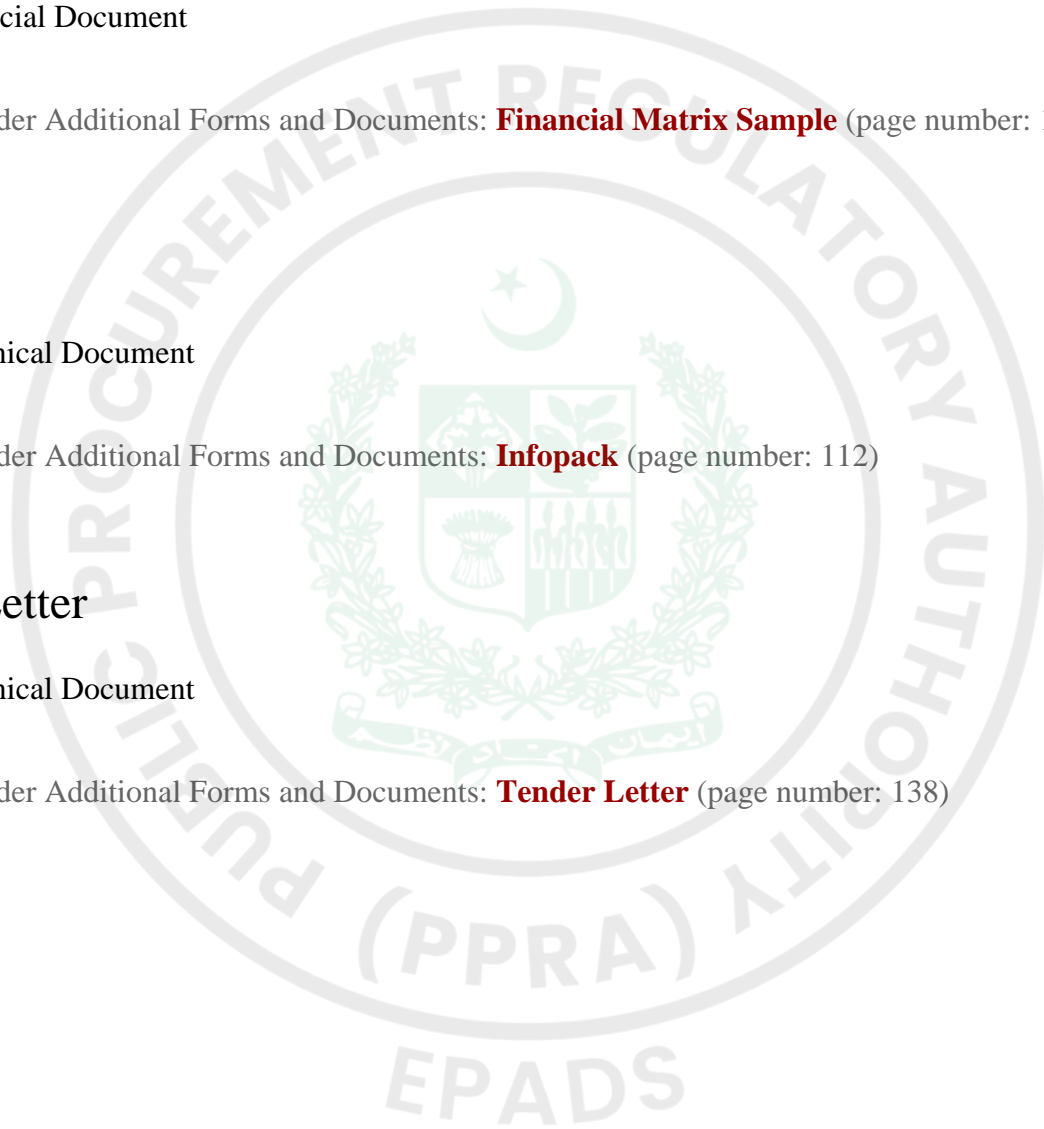 cial Document
der Additional Forms and Documents: Financial Matrix Sample (page number:
nical Document
der Additional Forms and Documents: Infopack (page number: 112)
etter
nical Document
der Additional Forms and Documents: Tender Letter (page number: 138)
PUBLIC PROCUREMENT REGULATORY AUTHORITY
(PPRA)
EPADS